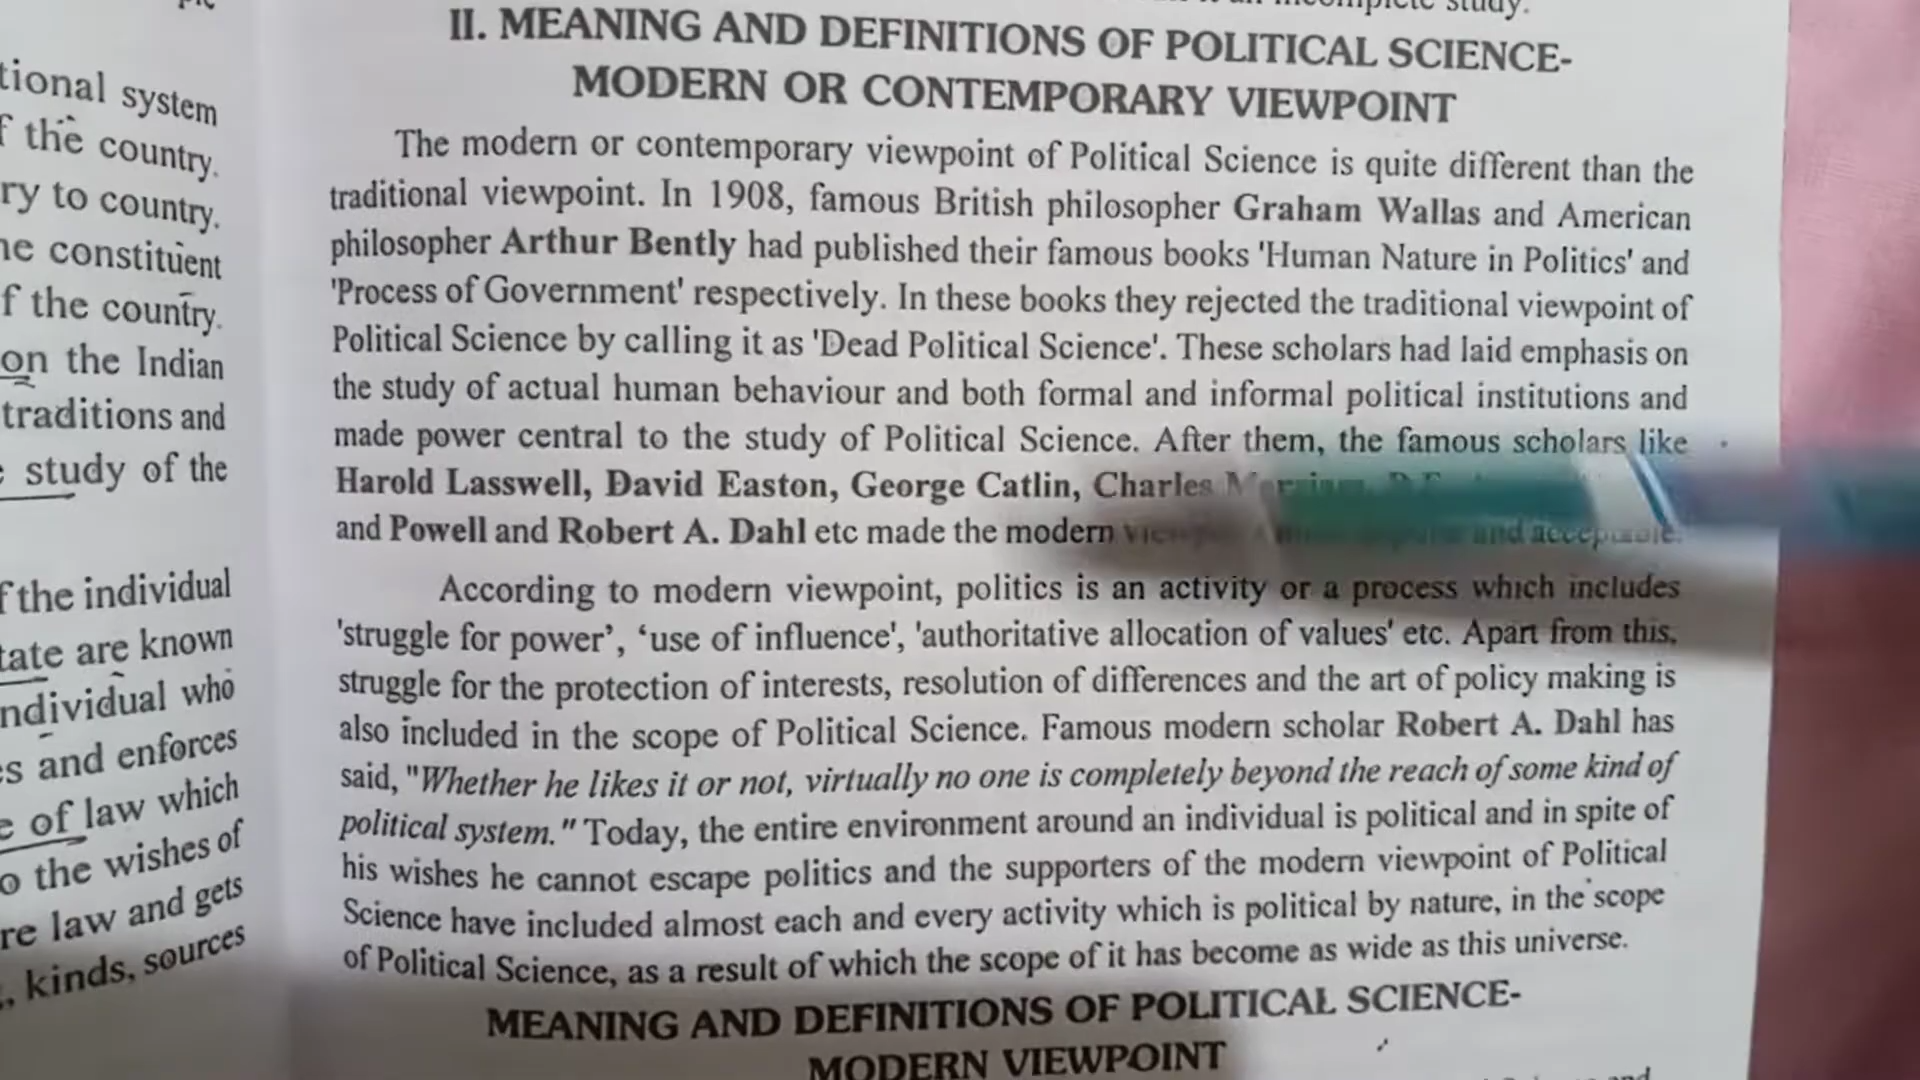 tional system
f the country.
ry to country.
ne constituent
f the country.
on the Indian
traditions and
study of the
f the individual
tate are known
ndividual who
es and enforces
e of law which
o the wishes of
re law and gets
, kinds, sources
II. MEANING AND DEFINITIONS OF POLITICAL SCIENCE-
MODERN OR CONTEMPORARY VIEWPOINT
The modern or contemporary viewpoint of Political Science is quite different than the
traditional viewpoint. In 1908, famous British philosopher Graham Wallas and American
philosopher Arthur Bently had published their famous books 'Human Nature in Politics' and
'Process of Government' respectively. In these books they rejected the traditional viewpoint of
Political Science by calling it as 'Dead Political Science'. These scholars had laid emphasis on
the study of actual human behaviour and both formal and informal political institutions and
made power central to the study of Political Science. After them, the famous scholars like
Harold Lasswell, David Easton, George Catlin, Charles
and Powell and Robert A. Dahl etc made the modern and acceptable.
According to modern viewpoint, politics is an activity or a process which includes
'struggle for power’, ‘use of influence', 'authoritative allocation of values' etc. Apart from this,
struggle for the protection of interests, resolution of differences and the art of policy making is
also included in the scope of Political Science. Famous modern scholar Robert A. Dahl has
said, "Whether he likes it or not, virtually no one is completely beyond the reach of some kind of
political system." Today, the entire environment around an individual is political and in spite of
his wishes he cannot escape politics and the supporters of the modern viewpoint of Political
Science have included almost each and every activity which is political by nature, in the scope
of Political Science, as a result of which the scope of it has become as wide as this universe.
MEANING AND DEFINITIONS OF POLITICAL SCIENCE-
MODERN VIEWPOINT